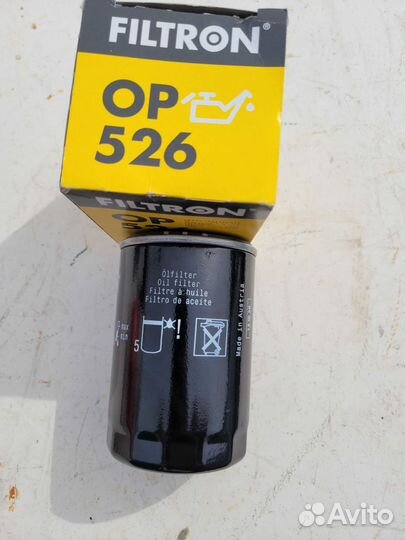 FILTRON®
OP
526
FILTRON
OP
Ölfilter
Oil filter
Filtre à huile
Filtro de aceite
5
!
Made in Austria
Avito